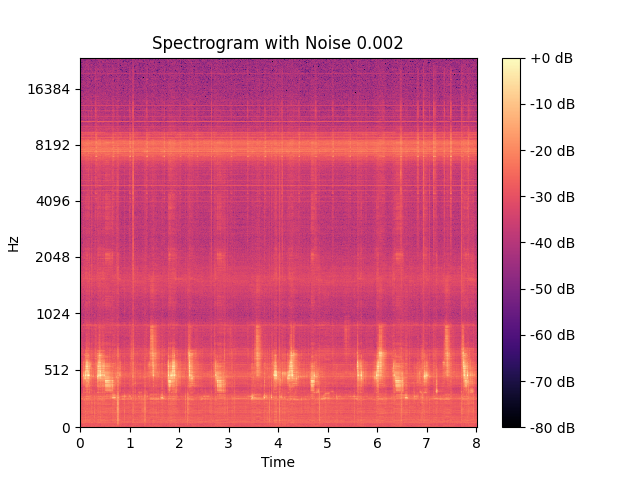 Spectrogram with Noise 0.002
Hz
16384
8192
4096
2048
1024
512
0
0 1 2 3 4 5 6 7 8
Time
+0 dB
-10 dB
-20 dB
-30 dB
-40 dB
-50 dB
-60 dB
-70 dB
-80 dB